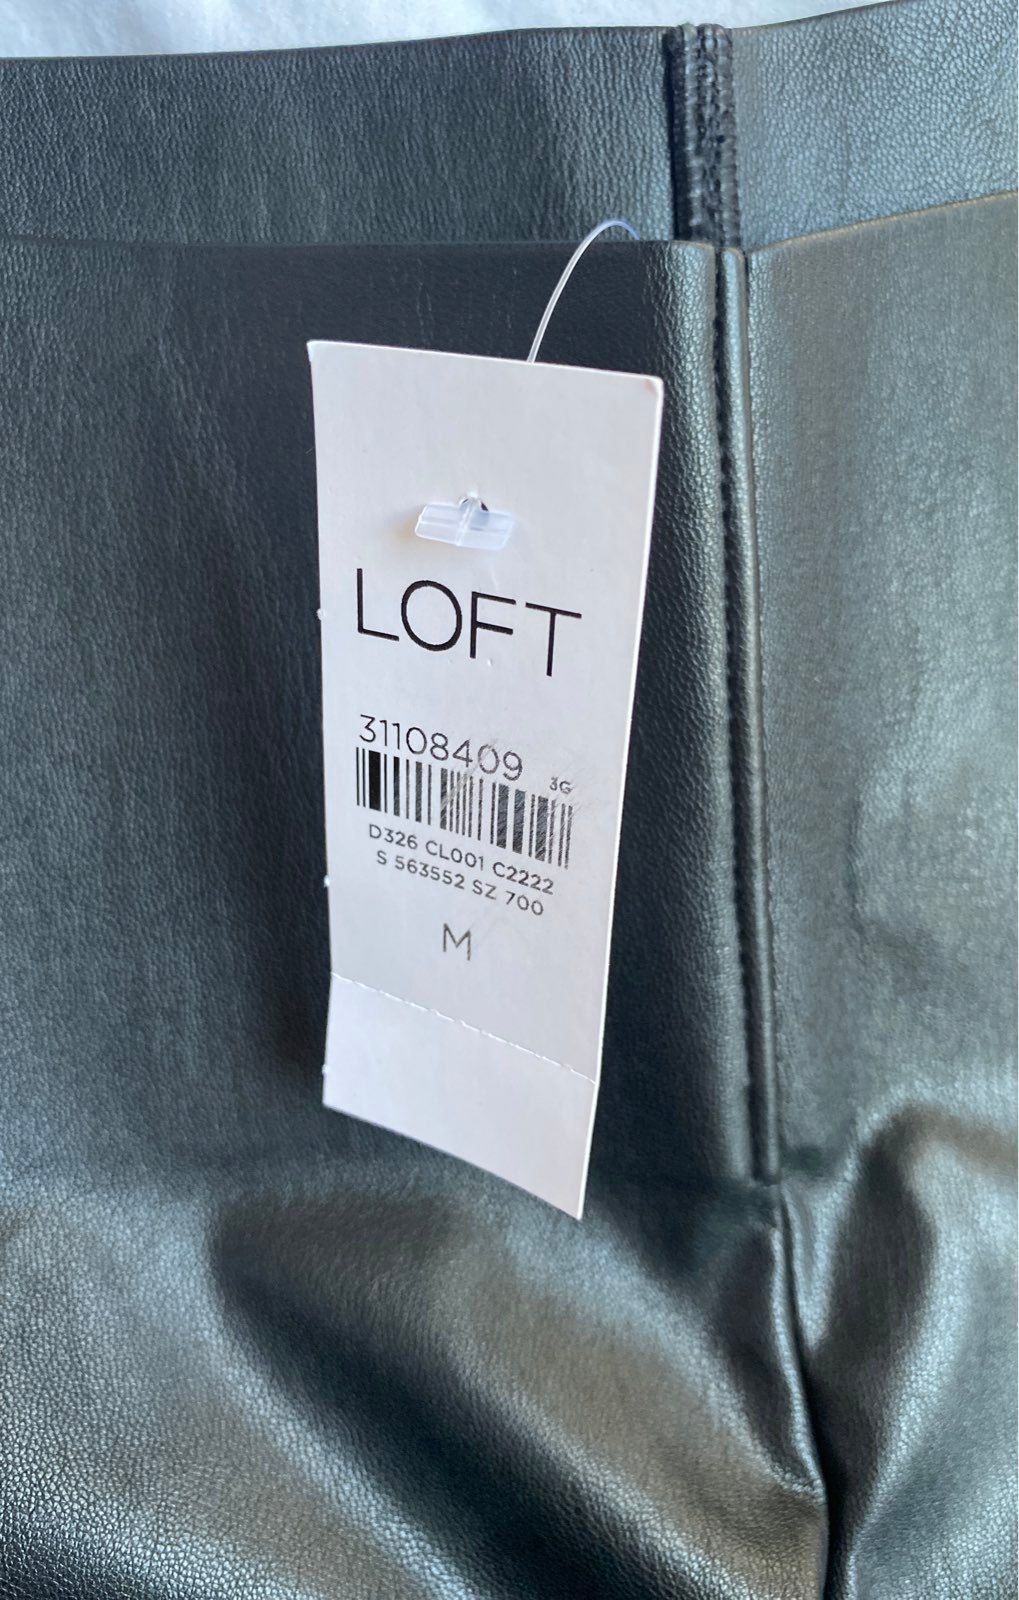 LOFT
31108409
3G
D326 CL001 C2222
S 563552 SZ 700
M